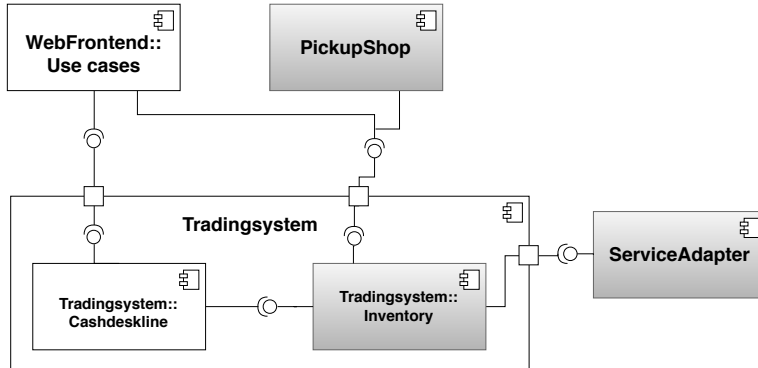 WebFrontend::
Use cases
PickupShop
Tradingsystem
ServiceAdapter
Tradingsystem::
Cashdeskline
Tradingsystem::
Inventory